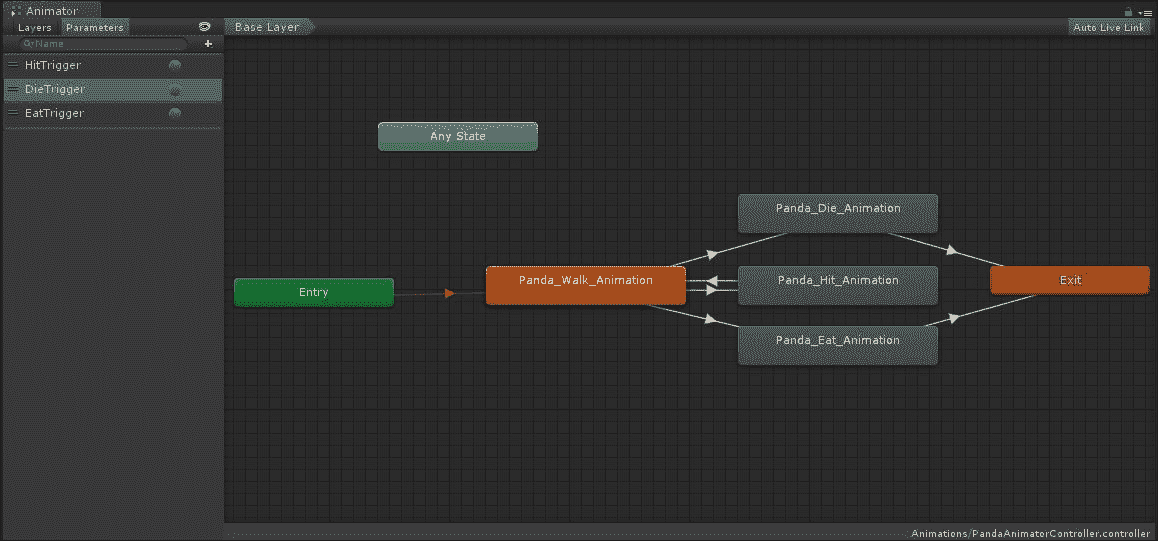 Animator
Layers Parameters
Name
HitTrigger
DieTrigger
EatTrigger
Base Layer
Auto Live Link
Any State
Panda_Die_Animation
Panda_Walk_Animation
Panda_Hit_Animation
Exit
Entry
Panda_Eat_Animation
Animations/PandaAnimatorController.controller